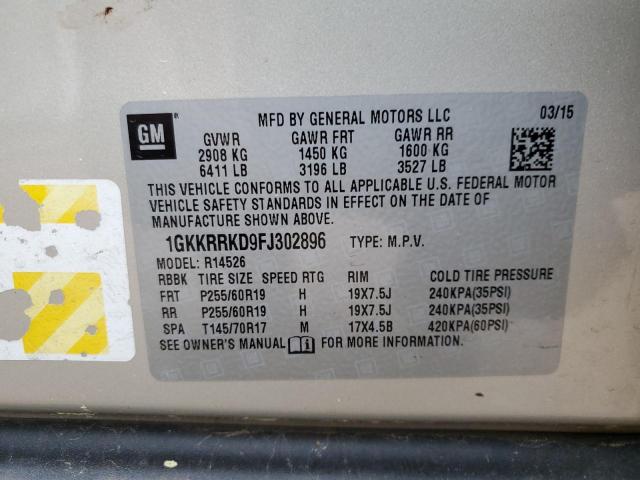 GM
MFD BY GENERAL MOTORS LLC 03/15
GVWR GAWR FRT GAWR RR
2908 KG 1450 KG 1600 KG
6411 LB 3196 LB 3527 LB
THIS VEHICLE CONFORMS TO ALL APPLICABLE U.S. FEDERAL MOTOR
VEHICLE SAFETY STANDARDS IN EFFECT ON THE DATE OF
MANUFACTURE SHOWN ABOVE.
1GKKRRKD9FJ302896 TYPE: M.P.V.
MODEL: R14526
RBBK TIRE SIZE SPEED RTG RIM COLD TIRE PRESSURE
FRT P255/60R19 H 19X7.5J 240KPA(35PSI)
RR P255/60R19 H 19X7.5J 240KPA(35PSI)
SPA T145/70R17 M 17X4.5B 420KPA(60PSI)
SEE OWNER'S MANUAL FOR MORE INFORMATION.